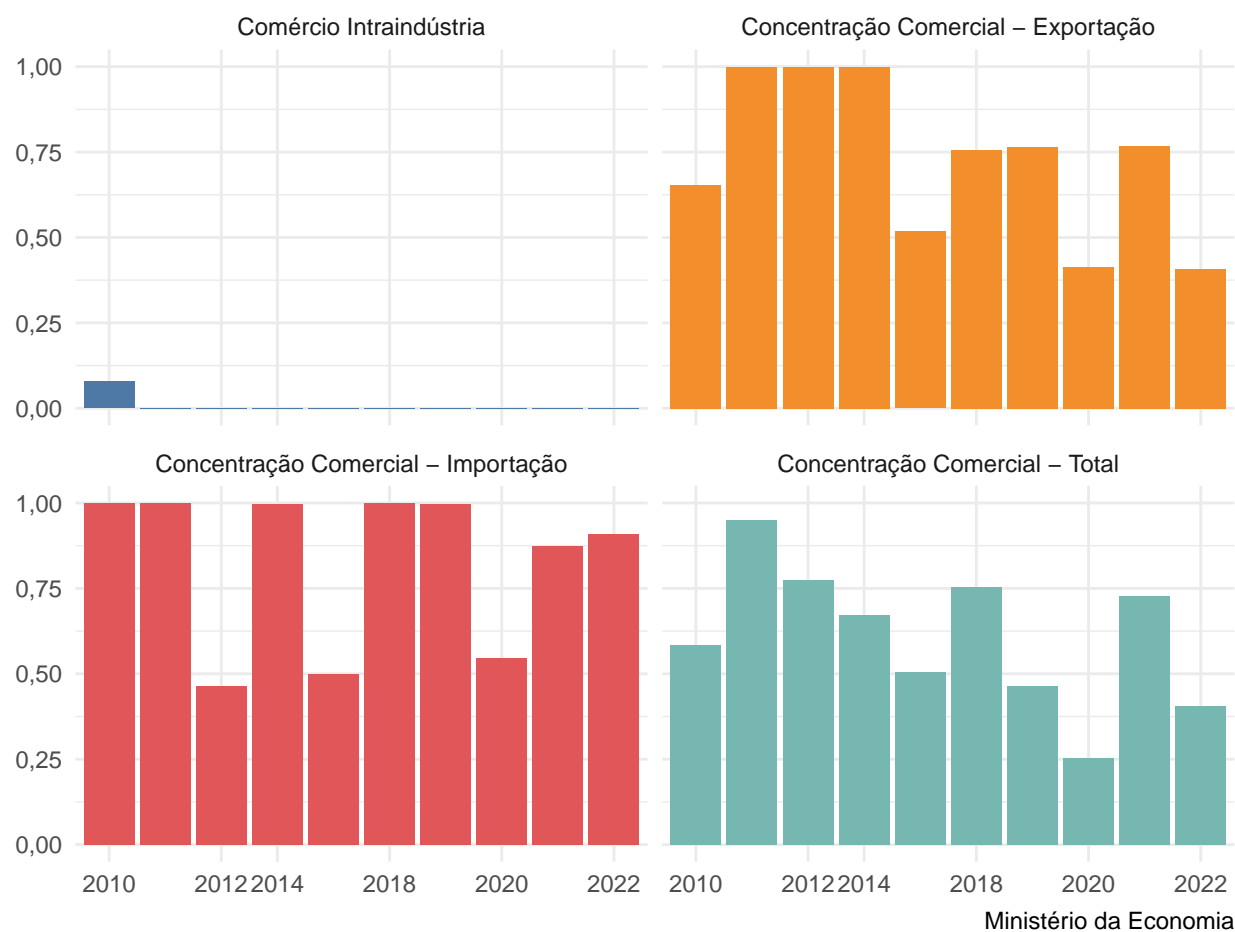 Comércio Intraindústria
Concentração Comercial – Exportação
1,00
0,75
0,50
0,25
0,00
Concentração Comercial – Importação
Concentração Comercial – Total
1,00
0,75
0,50
0,25
0,00
2010 2012 2014 2018 2020 2022
2010 2012 2014 2018 2020 2022
Ministério da Economia